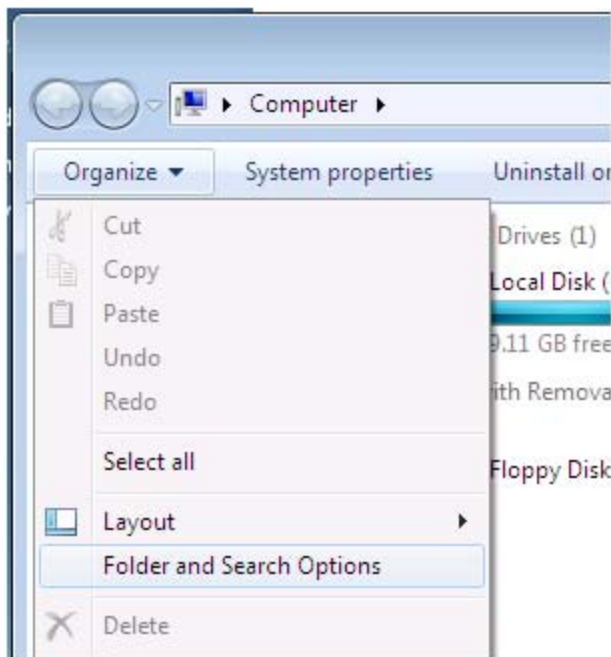 Computer
Organize System properties Uninstall or
Cut
Copy
Paste
Undo
Redo
Select all
Layout
Folder and Search Options
Delete
Drives (1)
Local Disk (
9.11 GB free
ith Remova
Floppy Disk